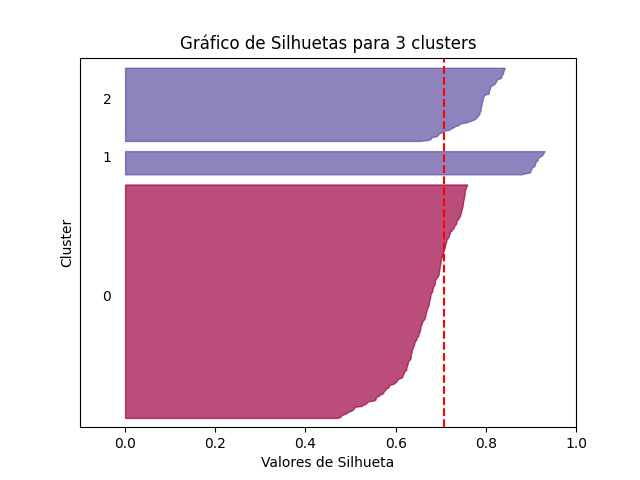 Gráfico de Silhuetas para 3 clusters
2
1
0
Cluster
0.0 0.2 0.4 0.6 0.8 1.0
Valores de Silhueta